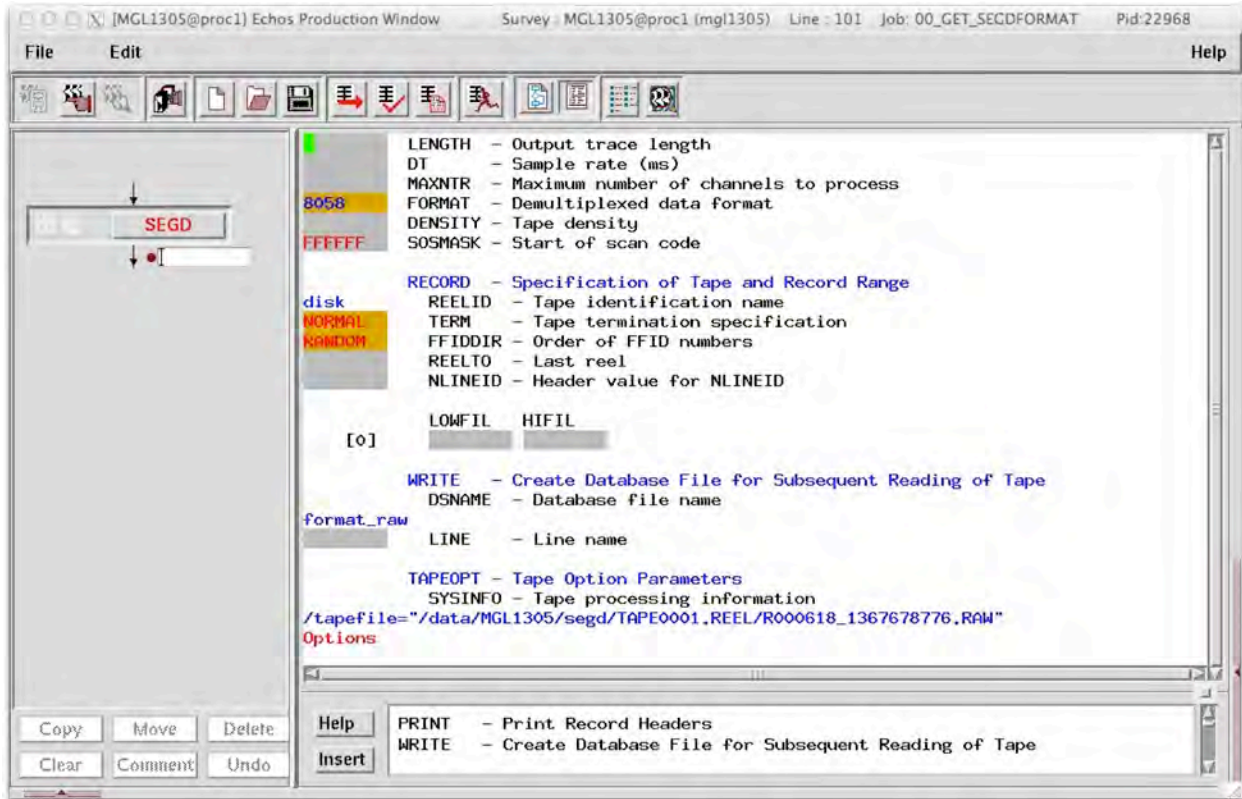 [MGL1305@proc1] Echos Production Window Survey : MGL1305@proc1 (mgl1305) Line : 101 Job: 00_GET_SEGDFORMAT Pid:22968
File Edit Help
SEGD
LENGTH - Output trace length
DT - Sample rate (ms)
MAXNTR - Maximum number of channels to process
8058 FORMAT - Demultiplexed data format
DENSITY - Tape density
FFFFFF SOSMASK - Start of scan code
RECORD - Specification of Tape and Record Range
disk REELID - Tape identification name
NORMAL TERM - Tape termination specification
RANDOM FFIDDIR - Order of FFID numbers
REELTO - Last reel
NLINEID - Header value for NLINEID
LOWFIL HIFIL
[0]
WRITE - Create Database File for Subsequent Reading of Tape
DSNAME - Database file name
format_raw
LINE - Line name
TAPEOPT - Tape Option Parameters
SYSINFO - Tape processing information
/tapefile="/data/MGL1305/segd/TAPE0001.REEL/R000618_1367678776.RAW"
Options
Copy Move Delete
Clear Comment Undo
Help
Insert
PRINT - Print Record Headers
WRITE - Create Database File for Subsequent Reading of Tape